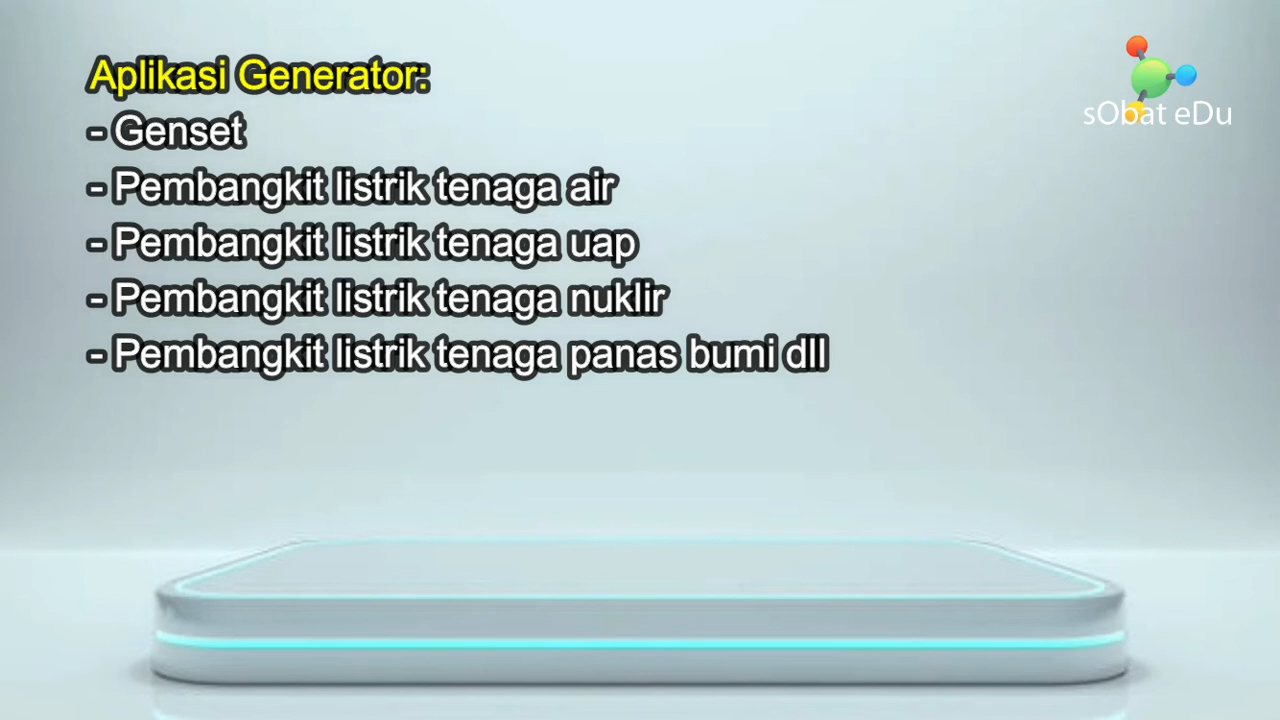 Aplikasi Generator:
- Genset
- Pembangkit listrik tenaga air
- Pembangkit listrik tenaga uap
- Pembangkit listrik tenaga nuklir
- Pembangkit listrik tenaga panas bumi dll
sObat eDu